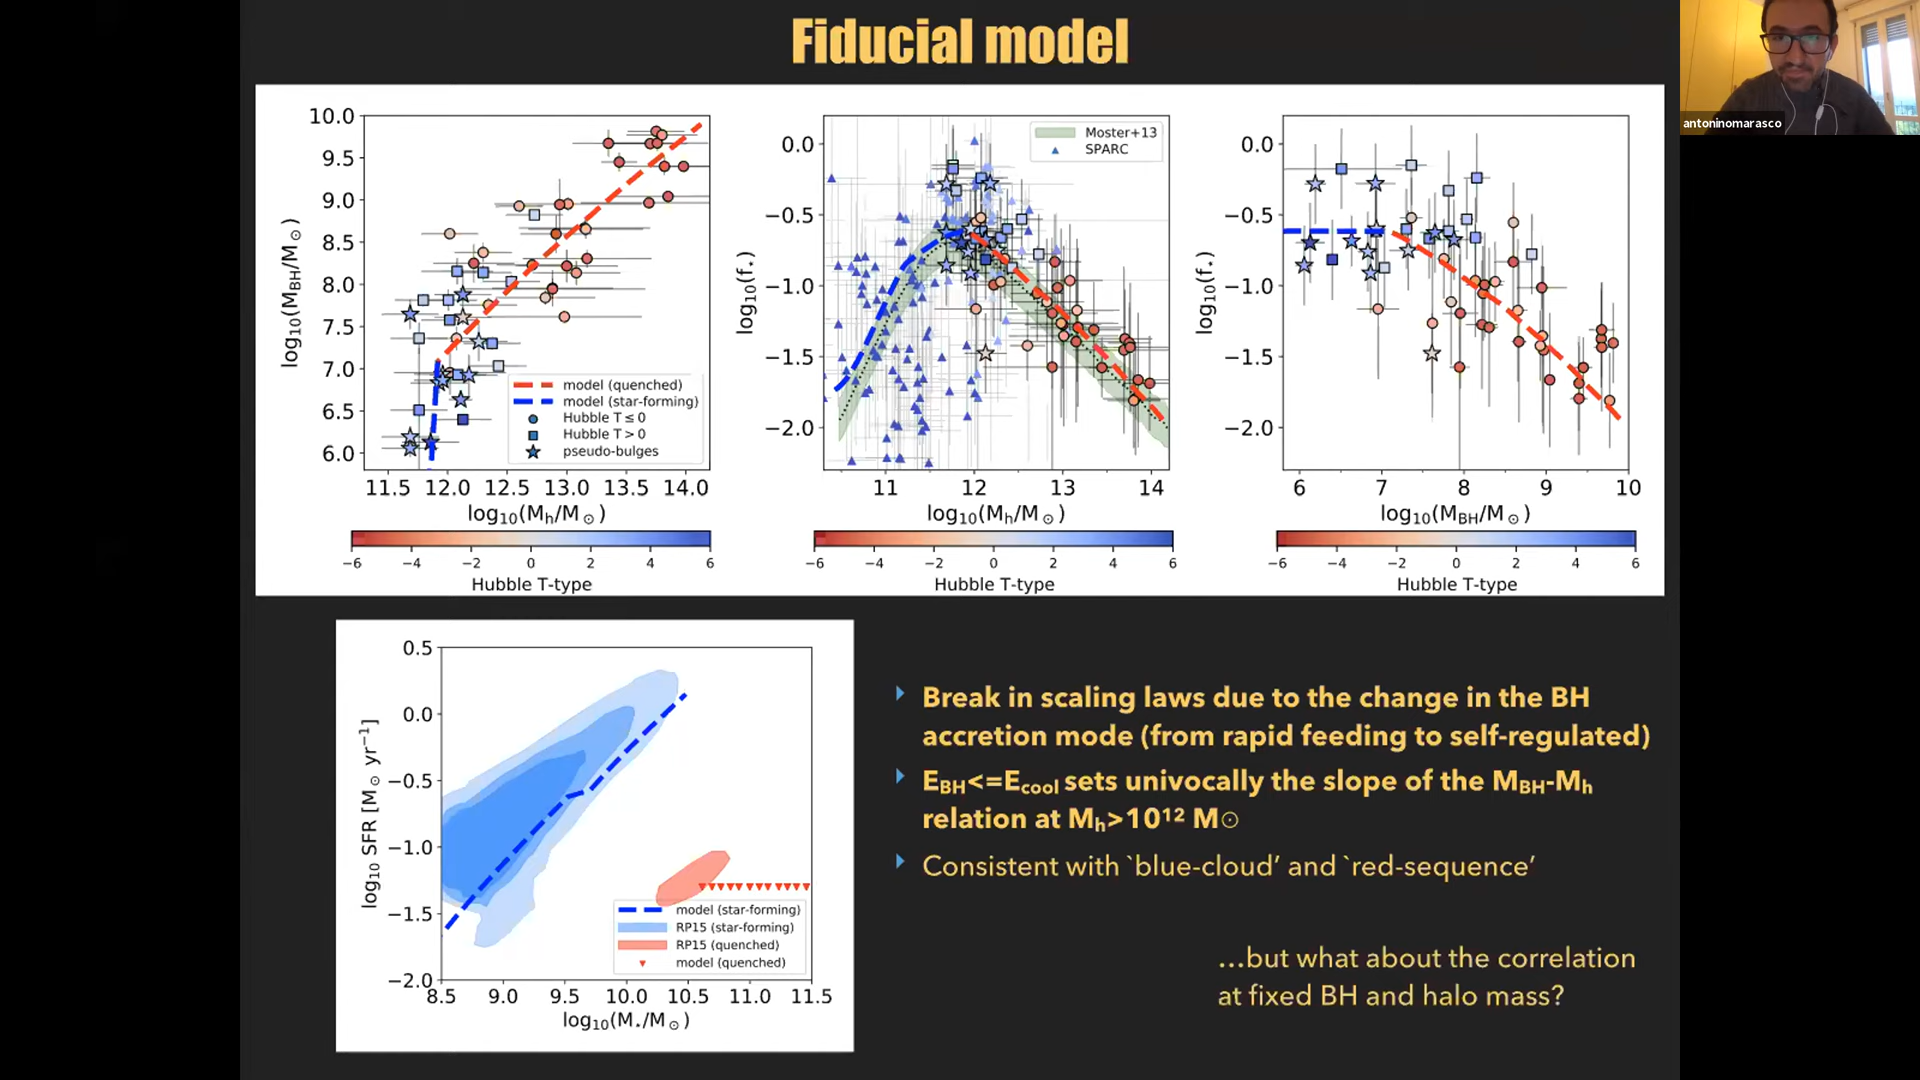 Fiducial model
antoninomarasco
10.0
9.5
9.0
8.5
8.0
7.5
7.0
6.5
6.0
log₁₀(M_BH/M⊙)
model (quenched)
model (star-forming)
Hubble T ≤ 0
Hubble T > 0
pseudo-bulges
11.5 12.0 12.5 13.0 13.5 14.0
log₁₀(M_h/M⊙)
−6 −4 −2 0 2 4 6
Hubble T-type
0.0
−0.5
−1.0
−1.5
−2.0
log₁₀(f⋆)
Moster+13
SPARC
11 12 13 14
log₁₀(M_h/M⊙)
−6 −4 −2 0 2 4 6
Hubble T-type
0.0
−0.5
−1.0
−1.5
−2.0
log₁₀(f⋆)
6 7 8 9 10
log₁₀(M_BH/M⊙)
−6 −4 −2 0 2 4 6
Hubble T-type
0.5
0.0
−0.5
−1.0
−1.5
−2.0
log₁₀ SFR [M⊙ yr⁻¹]
model (star-forming)
RP15 (star-forming)
RP15 (quenched)
model (quenched)
8.5 9.0 9.5 10.0 10.5 11.0 11.5
log₁₀(M⋆/M⊙)
Break in scaling laws due to the change in the BH
accretion mode (from rapid feeding to self-regulated)
E_BH<=E_cool sets univocally the slope of the M_BH-M_h
relation at M_h>10¹² M⊙
Consistent with `blue-cloud’ and `red-sequence’
...but what about the correlation
at fixed BH and halo mass?